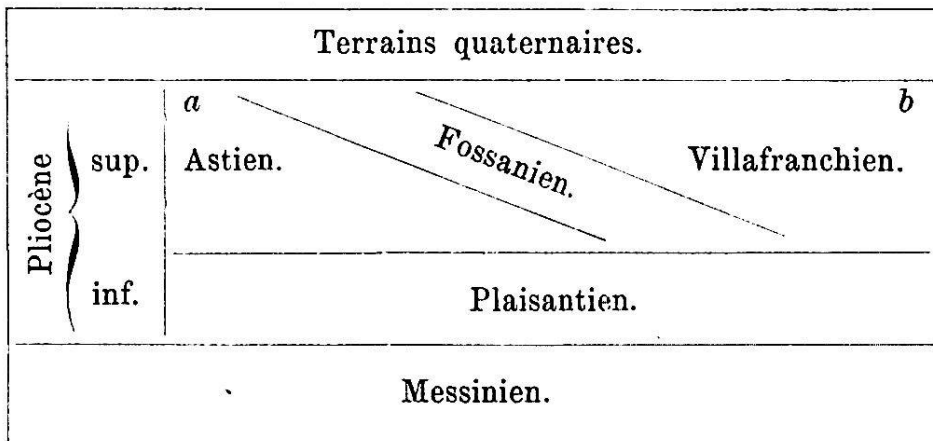 Terrains quaternaires.
a b
Fossanien.
sup. Astien. Villafranchien.
Pliocène
inf. Plaisantien.
Messinien.